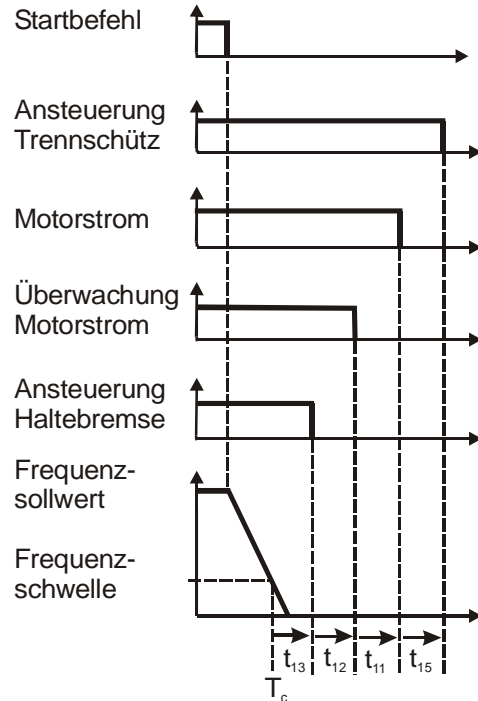 Startbefehl
Ansteuerung
Trennschütz
Motorstrom
Überwachung
Motorstrom
Ansteuerung
Haltebremse
Frequenz-
sollwert
Frequenz-
schwelle
t13 t12 t11 t15
Tc